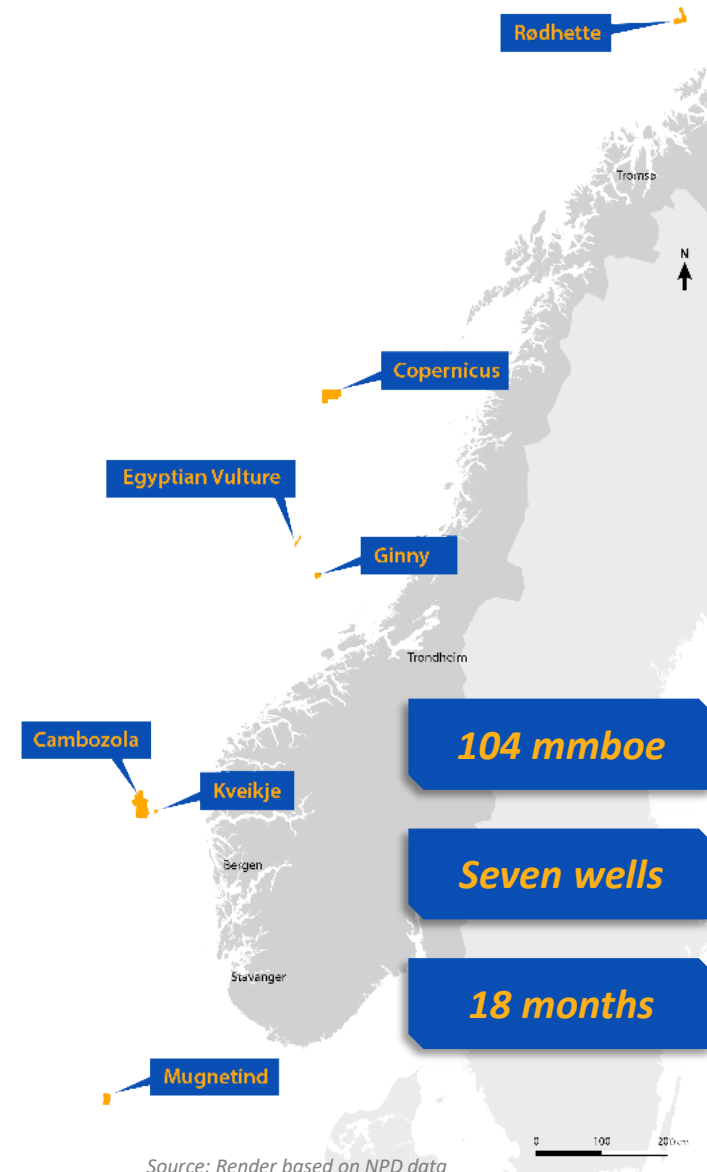 Rødhette
Tromsø
N
Copernicus
Egyptian Vulture
Ginny
Trondheim
104 mmboe
Cambozola
Kveikje
Seven wells
Bergen
18 months
Stavanger
Mugnetind
0 100 200km
Source: Render based on NPD data